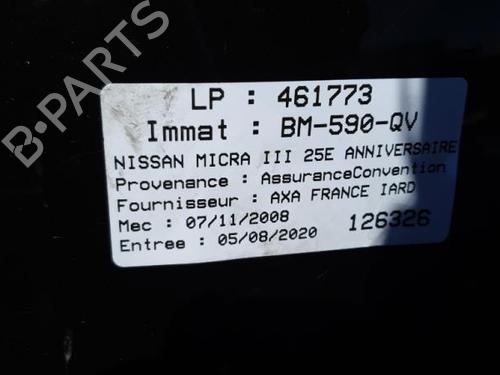 LP : 461773
Immat : BM-590-QV
NISSAN MICRA III 25E ANNIVERSAIRE
Provenance : AssuranceConvention
Fournisseur : AXA FRANCE IARD
Mec : 07/11/2008
126326
Entree : 05/08/2020
B-PARTS